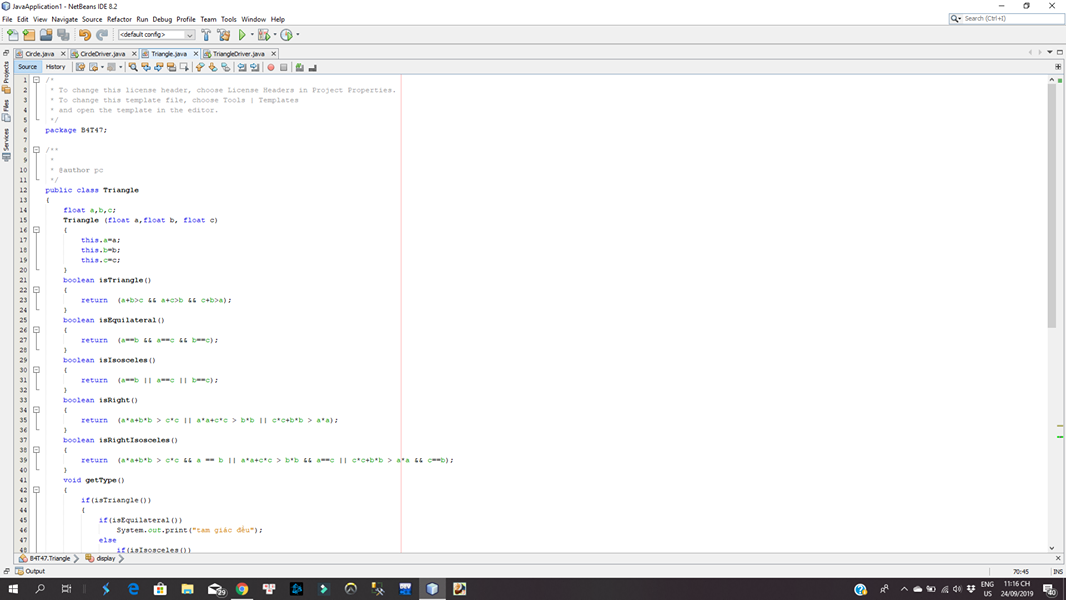 JavaApplication1 - NetBeans IDE 8.2
File Edit View Navigate Source Refactor Run Debug Profile Team Tools Window Help
Search (Ctrl+I)
<default config>
Circle.java CircleDriver.java Triangle.java TriangleDriver.java
Source History
Projects
Files
Services
1 /*
2 * To change this license header, choose License Headers in Project Properties.
3 * To change this template file, choose Tools | Templates
4 * and open the template in the editor.
5 */
6 package B4T47;
7
8 /**
9 *
10 * @author pc
11 */
12 public class Triangle
13 {
14 float a,b,c;
15 Triangle (float a,float b, float c)
16 {
17 this.a=a;
18 this.b=b;
19 this.c=c;
20 }
21 boolean isTriangle()
22 {
23 return (a+b>c && a+c>b && c+b>a);
24 }
25 boolean isEquilateral()
26 {
27 return (a==b && a==c && b==c);
28 }
29 boolean isIsosceles()
30 {
31 return (a==b || a==c || b==c);
32 }
33 boolean isRight()
34 {
35 return (a*a+b*b > c*c || a*a+c*c > b*b || c*c+b*b > a*a);
36 }
37 boolean isRightIsosceles()
38 {
39 return (a*a+b*b > c*c && a == b || a*a+c*c > b*b && a==c || c*c+b*b > a*a && c==b);
40 }
41 void getType()
42 {
43 if(isTriangle())
44 {
45 if(isEquilateral())
46 System.out.print("tam giác đều");
47 else
48 if(isIsosceles())
B4T47.Triangle display
Output
70:45 INS
29
ENG
US
11:16 CH
24/09/2019
40